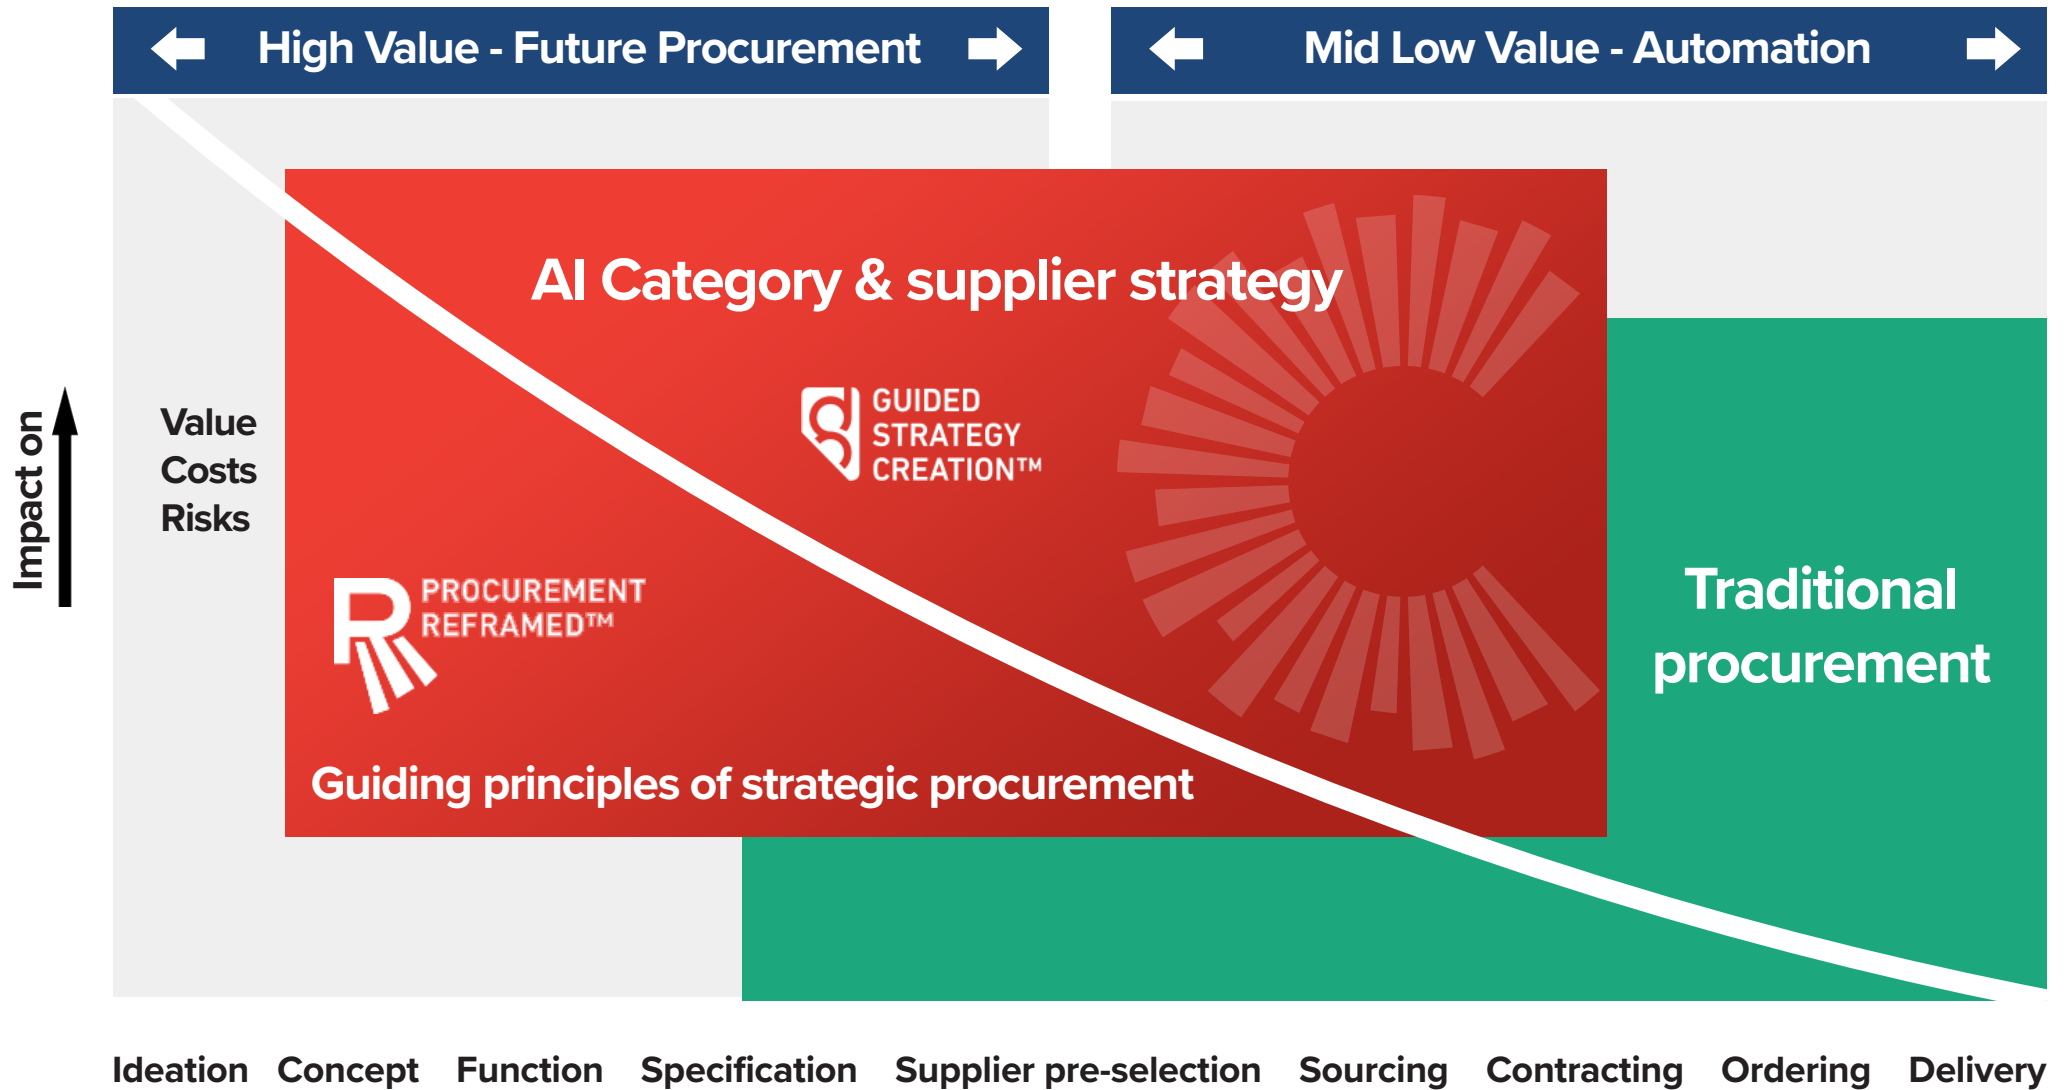 High Value - Future Procurement
Mid Low Value - Automation
AI Category & supplier strategy
Impact on
Value
Costs
Risks
GUIDED
STRATEGY
CREATION™
PROCUREMENT
REFRAMED™
Traditional
procurement
Guiding principles of strategic procurement
Ideation Concept Function Specification Supplier pre-selection Sourcing Contracting Ordering Delivery